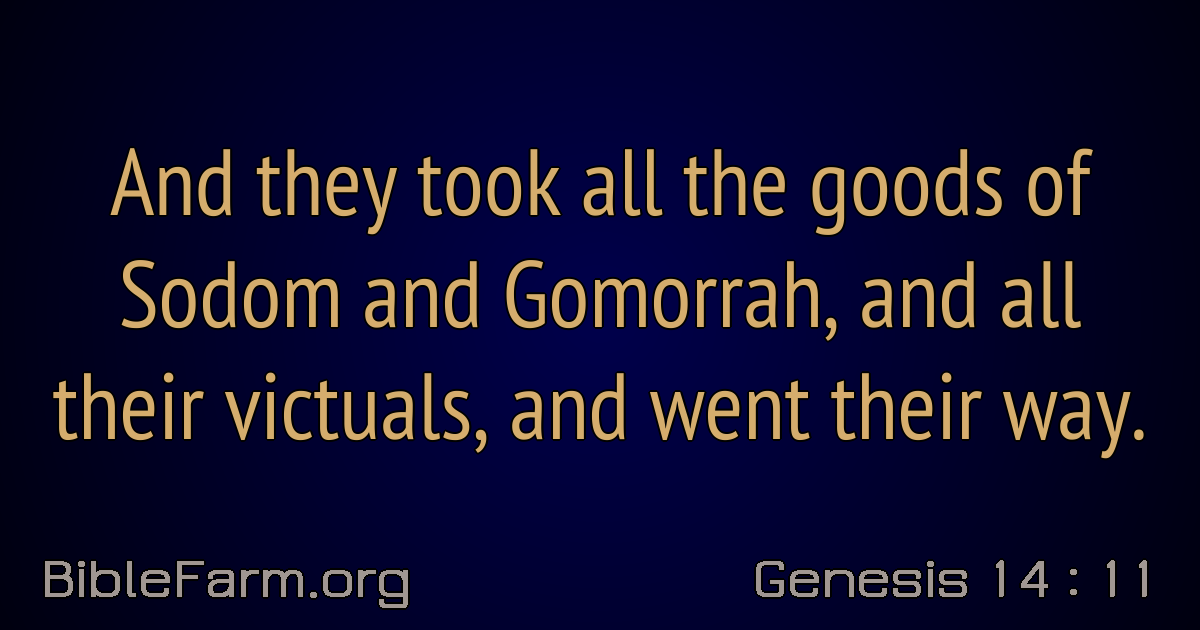 And they took all the goods of
Sodom and Gomorrah, and all
their victuals, and went their way.
BibleFarm.org
Genesis 14 : 11